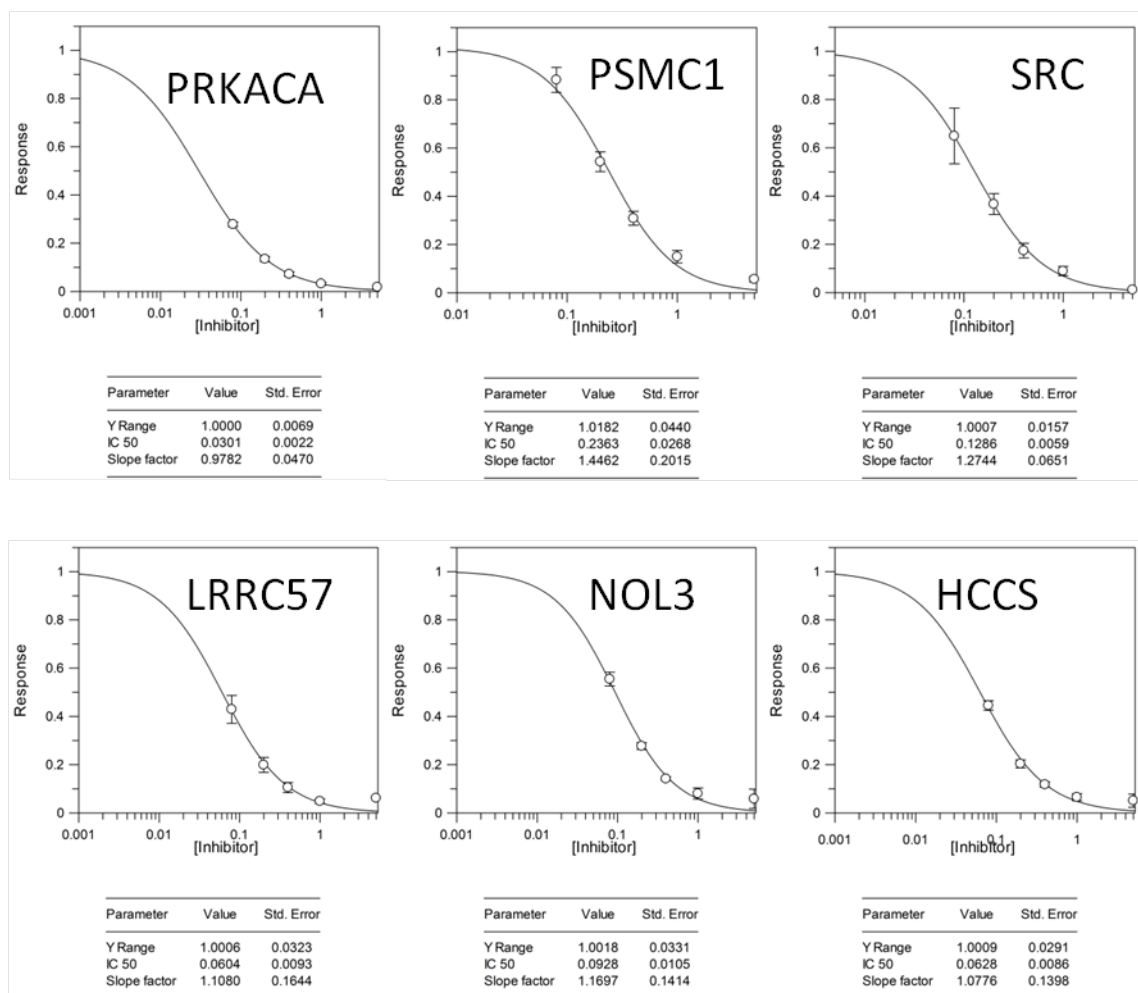 PRKACA
Response
1
0.8
0.6
0.4
0.2
0
0.001 0.01 0.1 1
[Inhibitor]
Parameter Value Std. Error
Y Range 1.0000 0.0069
IC 50 0.0301 0.0022
Slope factor 0.9782 0.0470
PSMC1
Response
1
0.8
0.6
0.4
0.2
0
0.01 0.1 1
[Inhibitor]
Parameter Value Std. Error
Y Range 1.0182 0.0440
IC 50 0.2363 0.0268
Slope factor 1.4462 0.2015
SRC
Response
1
0.8
0.6
0.4
0.2
0
0.01 0.1 1
[Inhibitor]
Parameter Value Std. Error
Y Range 1.0007 0.0157
IC 50 0.1286 0.0059
Slope factor 1.2744 0.0651
LRRC57
Response
1
0.8
0.6
0.4
0.2
0
0.001 0.01 0.1 1
[Inhibitor]
Parameter Value Std. Error
Y Range 1.0006 0.0323
IC 50 0.0604 0.0093
Slope factor 1.1080 0.1644
NOL3
Response
1
0.8
0.6
0.4
0.2
0
0.001 0.01 0.1 1
[Inhibitor]
Parameter Value Std. Error
Y Range 1.0018 0.0331
IC 50 0.0928 0.0105
Slope factor 1.1697 0.1414
HCCS
Response
1
0.8
0.6
0.4
0.2
0
0.001 0.01 0.1 1
[Inhibitor]
Parameter Value Std. Error
Y Range 1.0009 0.0291
IC 50 0.0628 0.0086
Slope factor 1.0776 0.1398